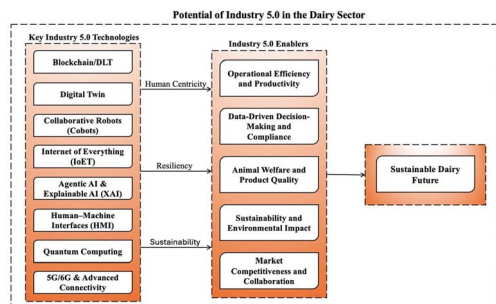 Potential of Industry 5.0 in the Dairy Sector
Key Industry 5.0 Technologies
Blockchain/DLT
Digital Twin
Collaborative Robots
(Cobots)
Internet of Everything
(IoET)
Agentic AI &
Explainable AI (XAI)
Human–Machine
Interfaces (HMI)
Quantum Computing
5G/6G & Advanced
Connectivity
Human Centricity
Resiliency
Sustainability
Industry 5.0 Enablers
Operational Efficiency
and Productivity
Data-Driven Decision-
Making and
Compliance
Animal Welfare and
Product Quality
Sustainability and
Environmental Impact
Market
Competitiveness and
Collaboration
Sustainable Dairy
Future